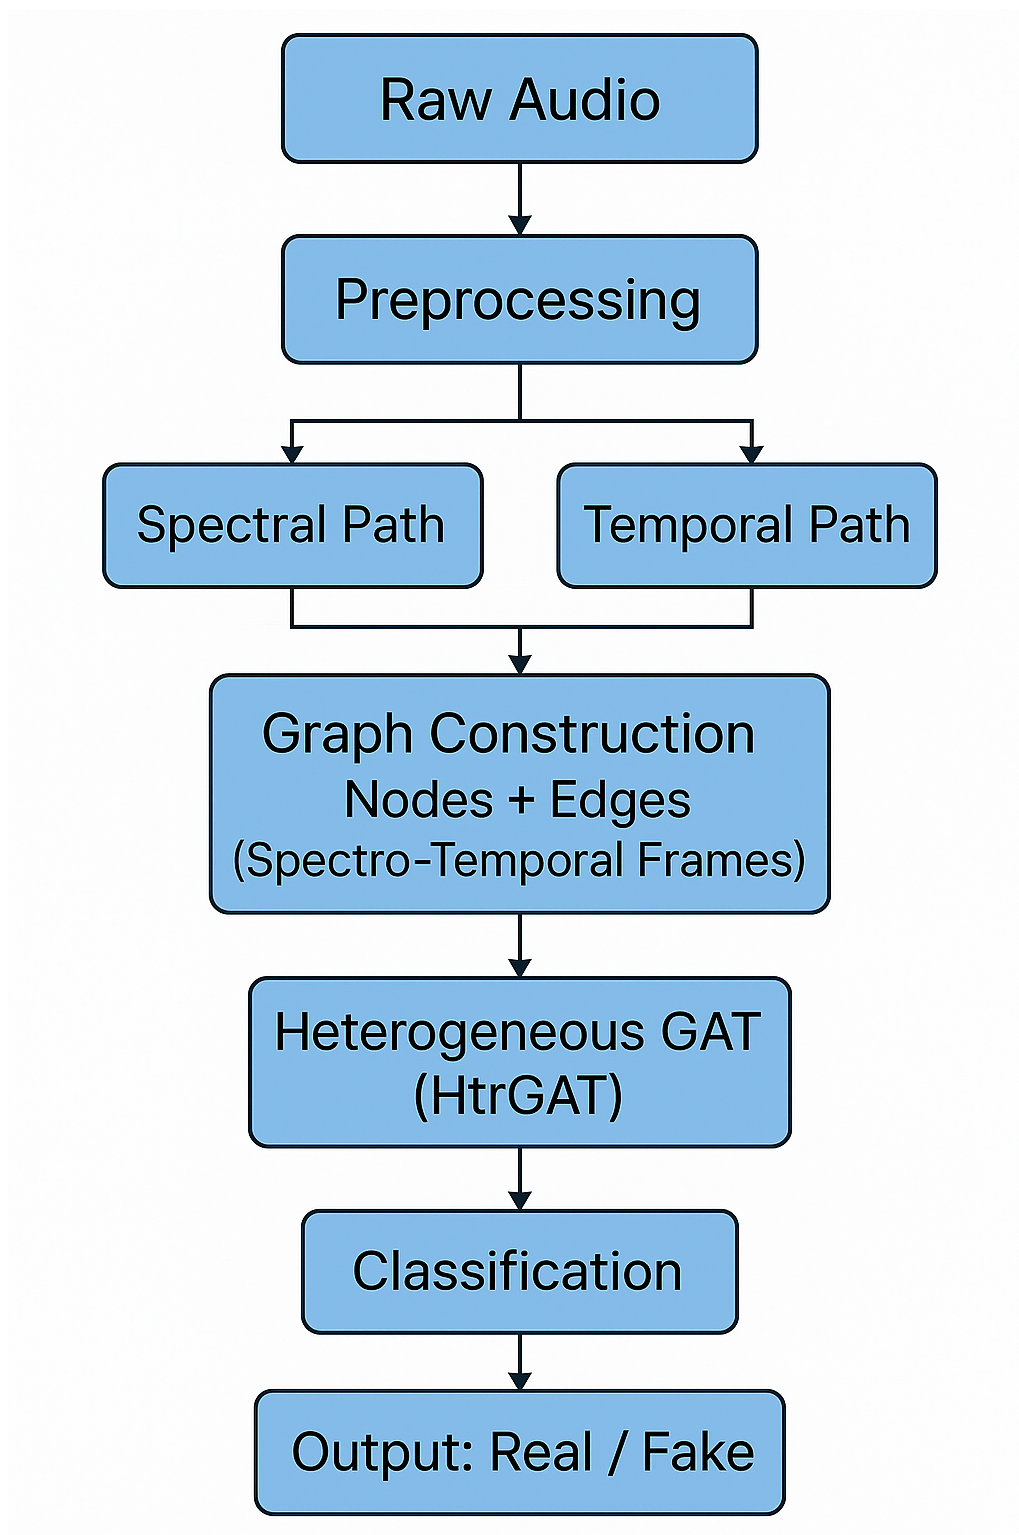 Raw Audio
Preprocessing
Spectral Path
Temporal Path
Graph Construction
Nodes + Edges
(Spectro-Temporal Frames)
Heterogeneous GAT
(HtrGAT)
Classification
Output: Real / Fake